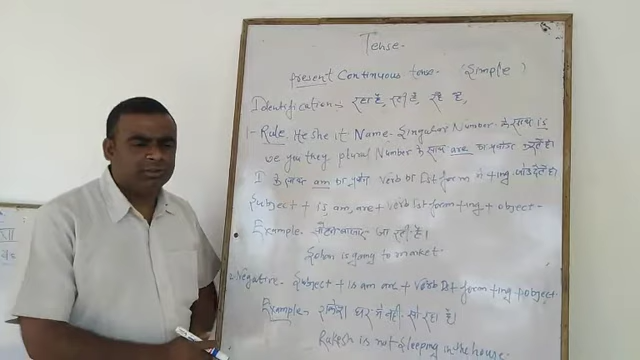 Tense-
present Continuous tense- (Simple)
Identification:- रहा है, रही है, रहे है,
1- Rule. He she it Name- Singular Number- के साथ is
we you they plural Number के साथ are का प्रयोग करते है।
I के साथ am का प्रयोग verb की Ist form में +ing जोड़ देते है।
Subject + is, am, are + verb Ist form + ing + object-
Example- जा रही है।
is going to market
2. Negative- Subject + is am are + verb Ist form + ing + object
Example- घर में नही सो रहा है।
Rakesh is not sleeping in the house.